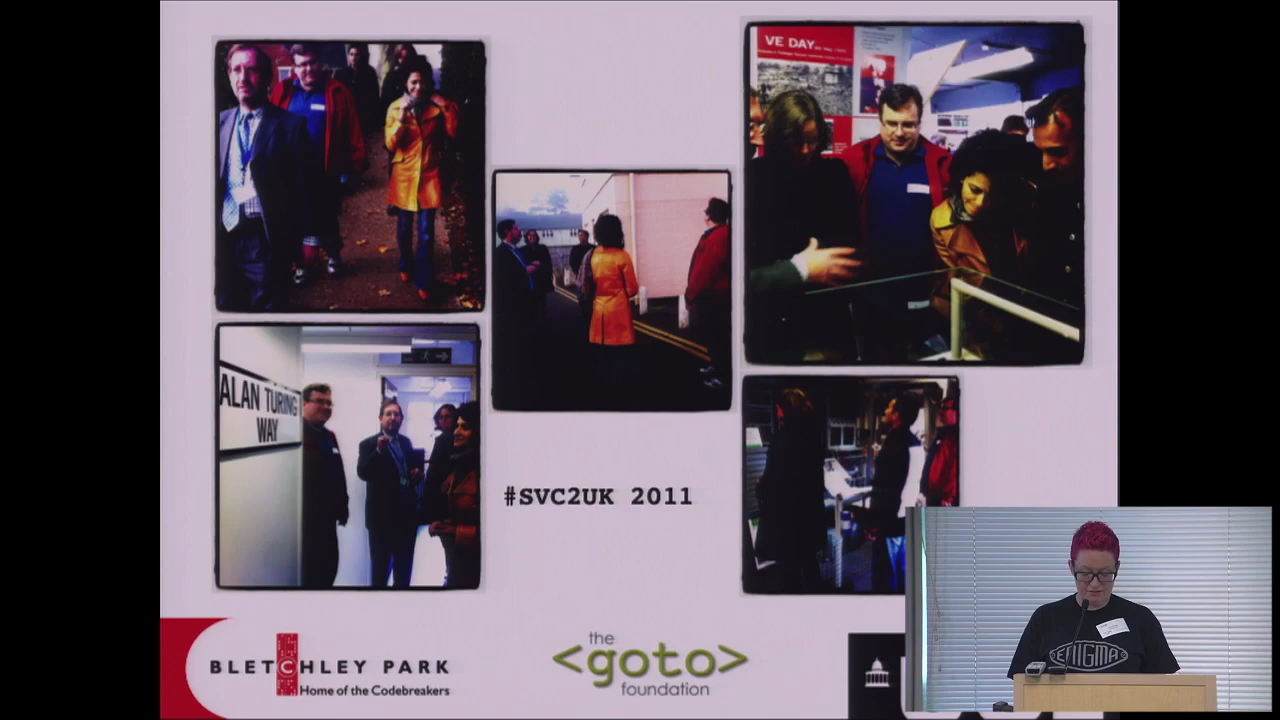 VE DAY
ALAN TURING
WAY
#SVC2UK 2011
BLETCHLEY PARK
Home of the Codebreakers
the
<goto>
foundation
ENIGMA